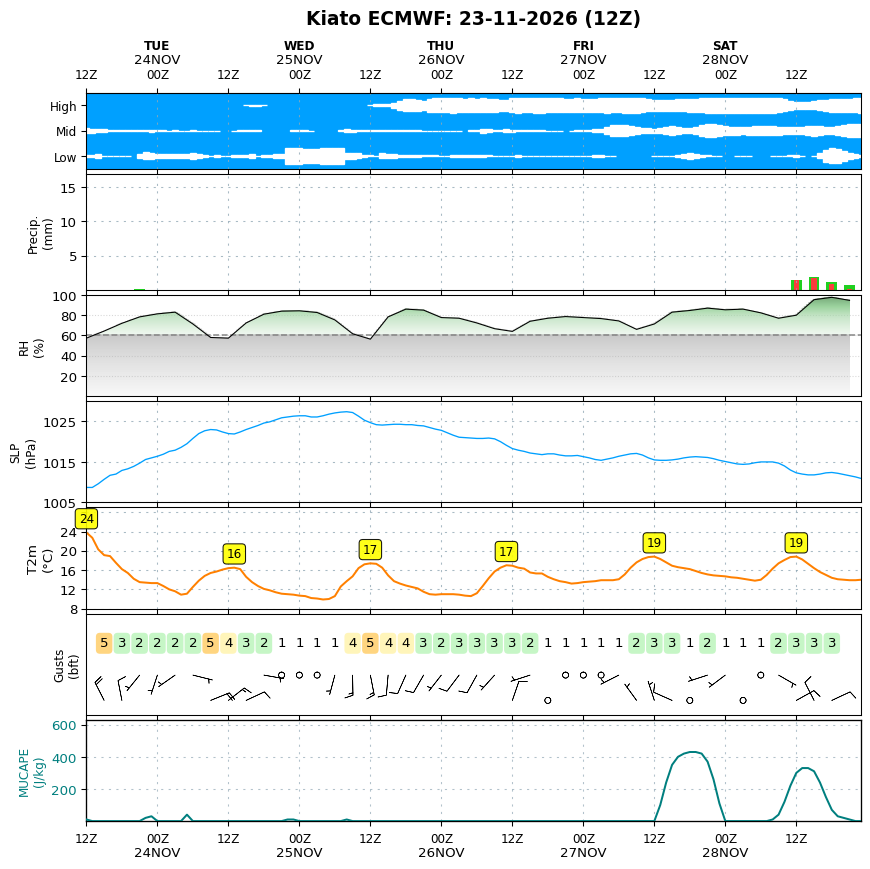 Kiato ECMWF: 23-11-2026 (12Z)
TUE WED THU FRI SAT
24NOV 25NOV 26NOV 27NOV 28NOV
12Z 00Z 12Z 00Z 12Z 00Z 12Z 00Z 12Z 00Z 12Z
High
Mid
Low
Precip.
(mm)
15
10
5
RH
(%)
100
80
60
40
20
SLP
(hPa)
1025
1015
1005
T2m
(°C)
24
20
16
12
8
24 16 17 17 19 19
Gusts
(bft)
5 3 2 2 2 2 5 4 3 2 1 1 1 1 4 5 4 4 3 2 3 3 3 3 2 1 1 1 1 1 2 3 3 1 2 1 1 1 2 3 3 3
MUCAPE
(J/kg)
600
400
200
12Z 00Z 12Z 00Z 12Z 00Z 12Z 00Z 12Z 00Z 12Z
24NOV 25NOV 26NOV 27NOV 28NOV